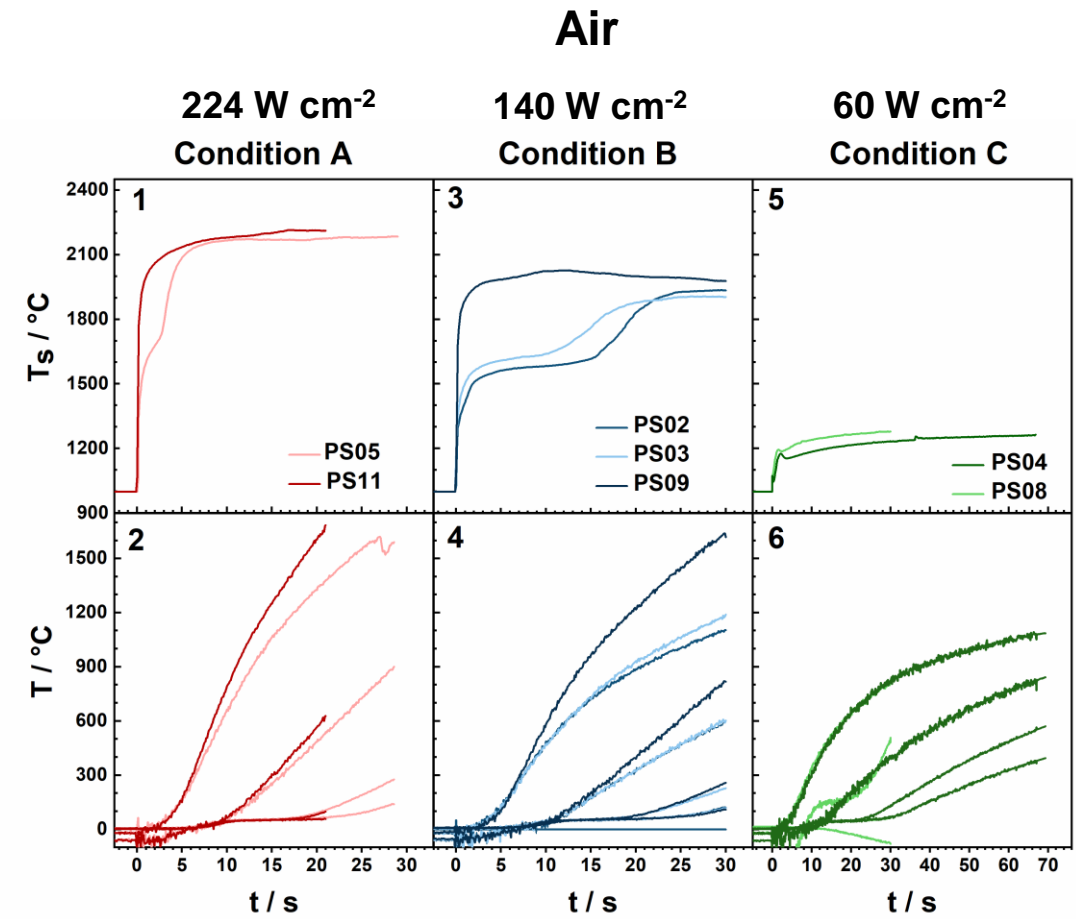 Air
224 W cm-2 140 W cm-2 60 W cm-2
Condition A Condition B Condition C
2400
2100
1800
1500
1200
900
Ts / °C
1
PS05
PS11
3
PS02
PS03
PS09
5
PS04
PS08
1500
1200
900
600
300
0
T / °C
2
4
6
0 5 10 15 20 25 30
0 5 10 15 20 25 30
0 10 20 30 40 50 60 70
t / s t / s t / s